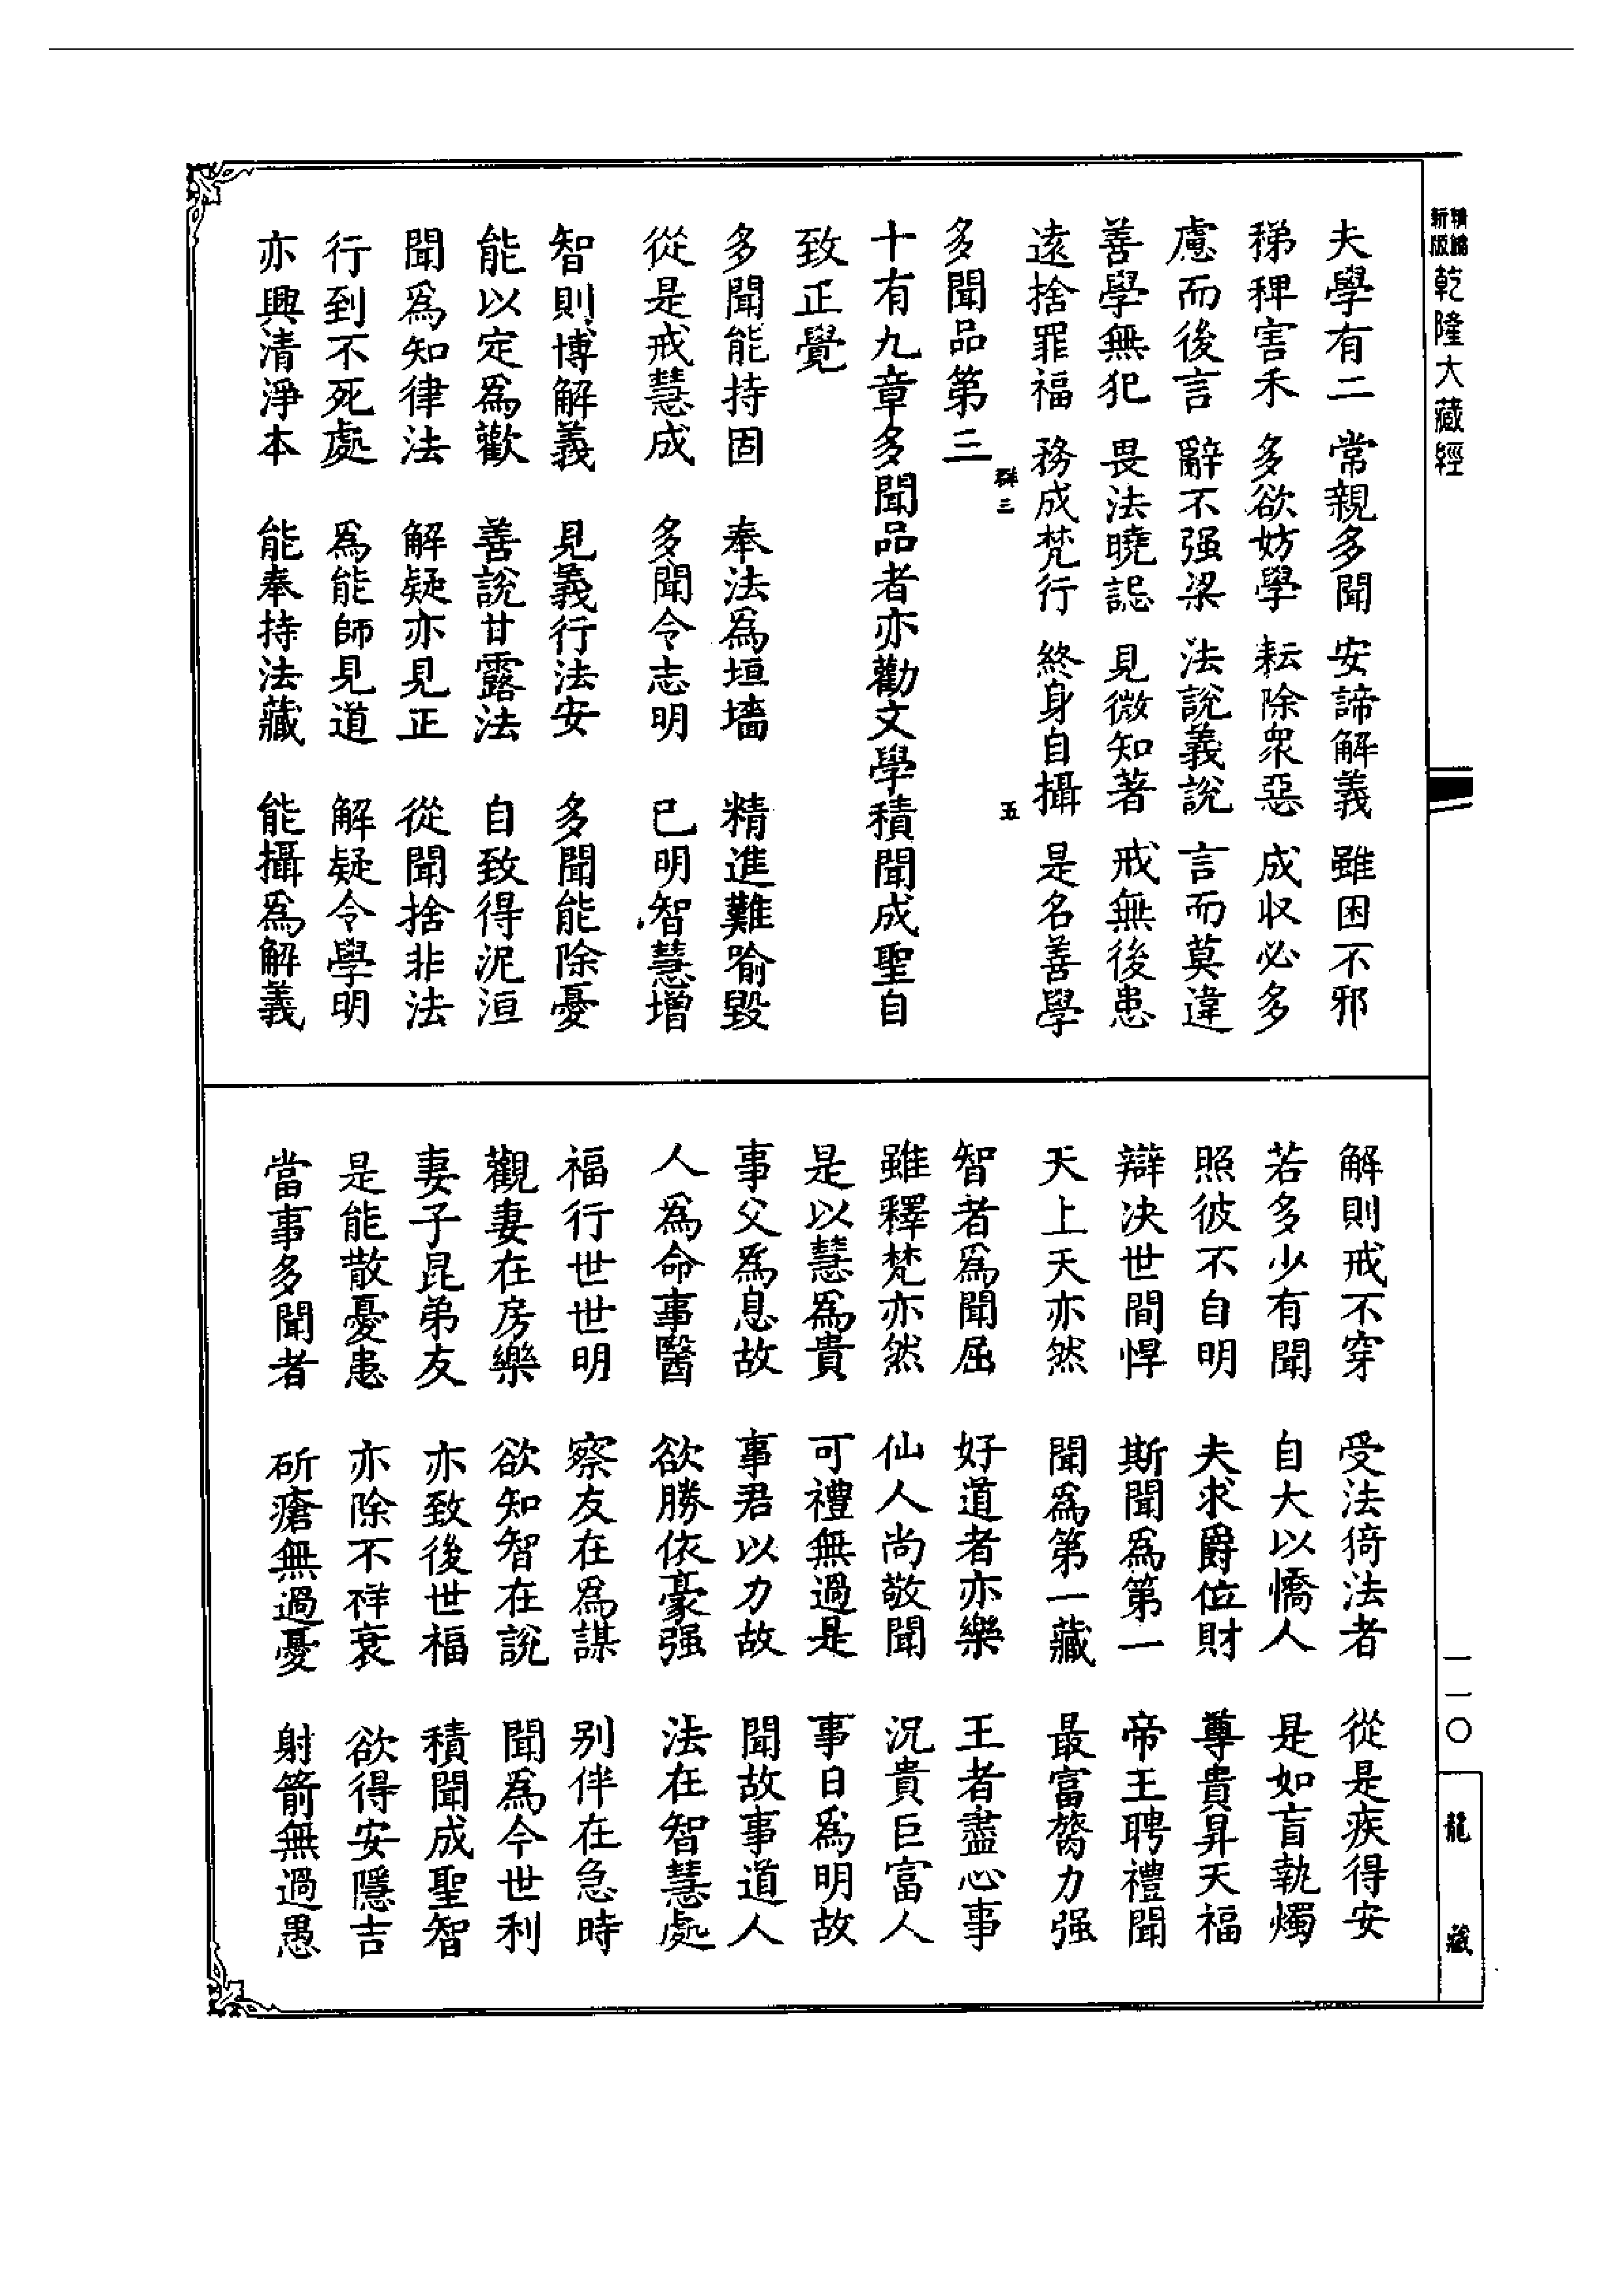 精編
新版
乾隆大藏經
夫學有二　常親多聞　安諦解義　雖困不邪
稊稗害禾　多欲妨學　耘除眾惡　成収必多
慮而後言　辭不强梁　法說義說　言而莫違
善學無犯　畏法曉誋　見微知著　戒無後患
遠捨罪福　務成梵行　終身自攝　是名善學
群三　五
多聞品第三
十有九章多聞品者亦勸文學積聞成聖自
致正覺
多聞能持固　奉法爲垣墻　精進難喻毀
從是戒慧成　多聞令志明　已明智慧增
智則博解義　見義行法安　多聞能除憂
能以定爲歡　善說甘露法　自致得泥洹
聞爲知律法　解疑亦見正　從聞捨非法
行到不死處　爲能師見道　解疑令學明
亦興清淨本　能奉持法藏　能攝爲解義
解則戒不穿　受法猗法者　從是疾得安
若多少有聞　自大以憍人　是如盲執燭
照彼不自明　夫求爵位財　尊貴昇天福
辯决世間悍　斯聞爲第一　帝王聘禮聞
天上天亦然　聞爲第一藏　最富旂力强
智者爲聞屈　好道者亦樂　王者盡心事
雖釋梵亦然　仙人尚敬聞　況貴巨富人
是以慧爲貴　可禮無過是　事日爲明故
事父爲息故　事君以力故　聞故事道人
人爲命事醫　欲勝依豪强　法在智慧處
福行世世明　察友在爲謀　别伴在急時
觀妻在房樂　欲知智在說　聞爲今世利
妻子昆弟友　亦致後世福　積聞成聖智
是能散憂恚　亦除不祥衰　欲得安隱吉
當事多聞者　斫瘡無過憂　射箭無過愚
一一〇
龍藏